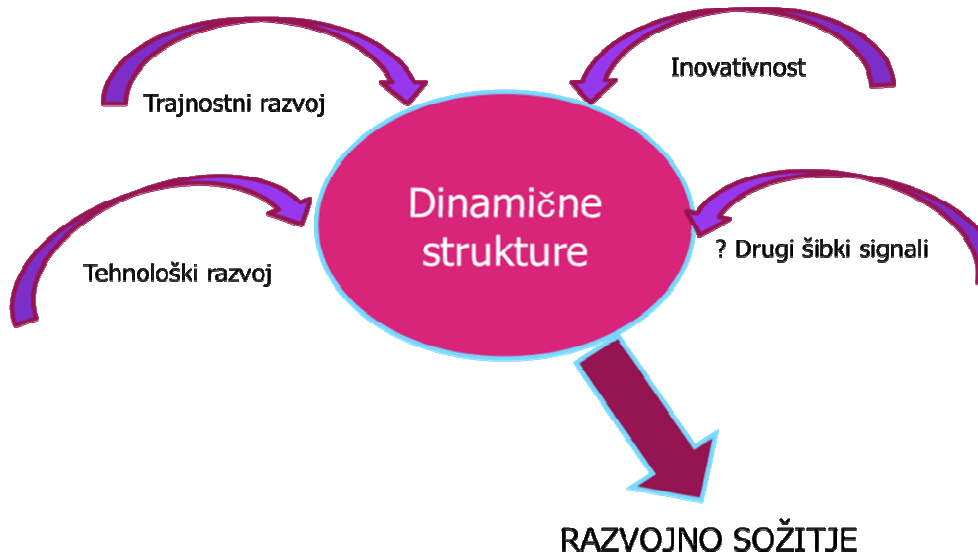 Inovativnost
Trajnostni razvoj
Dinamične
strukture
? Drugi šibki signali
Tehnološki razvoj
RAZVOJNO SOŽITJE